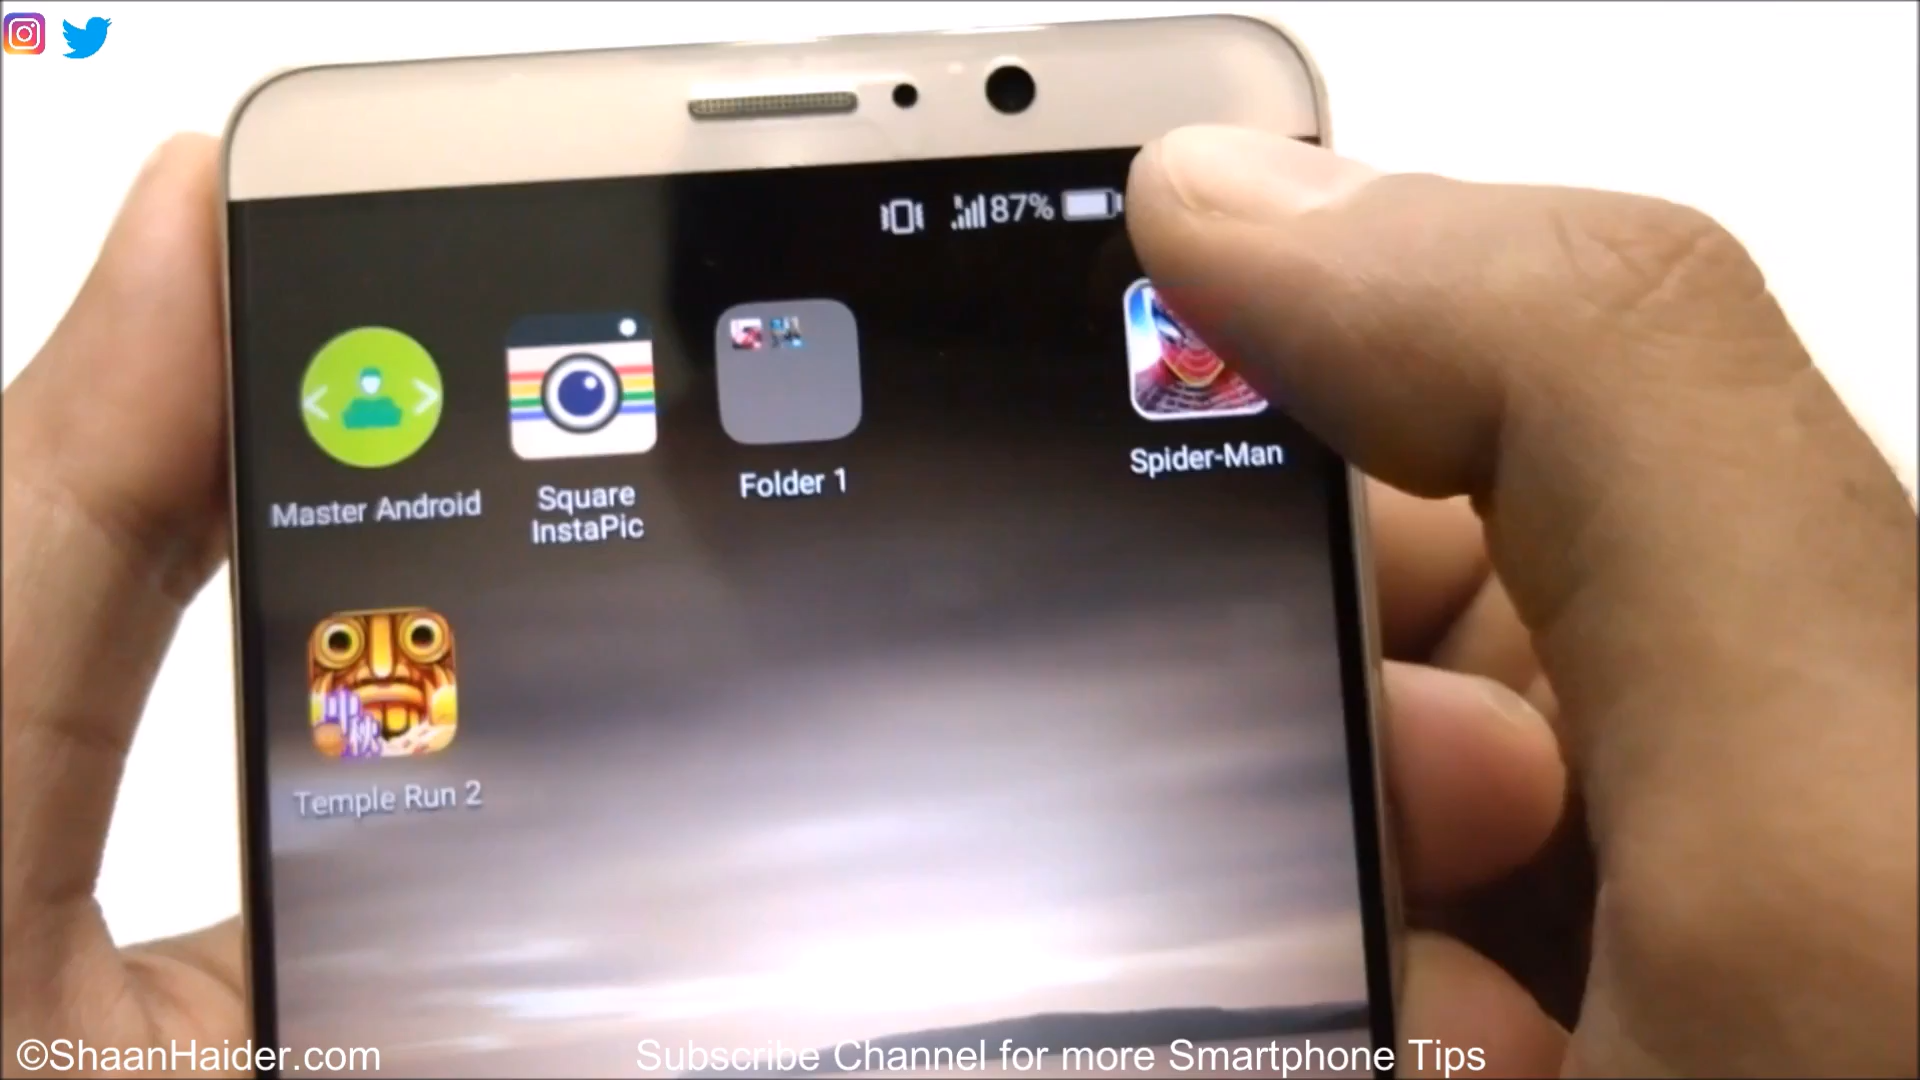 87%
Master Android
Square
InstaPic
Folder 1
Spider-Man
Temple Run 2
©ShaanHaider.com
Subscribe Channel for more Smartphone Tips